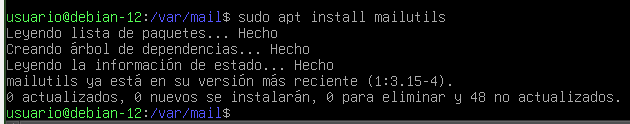 usuario@debian-12:/var/mail$ sudo apt install mailutils
Leyendo lista de paquetes... Hecho
Creando árbol de dependencias... Hecho
Leyendo la información de estado... Hecho
mailutils ya está en su versión más reciente (1:3.15-4).
0 actualizados, 0 nuevos se instalarán, 0 para eliminar y 48 no actualizados.
usuario@debian-12:/var/mail$